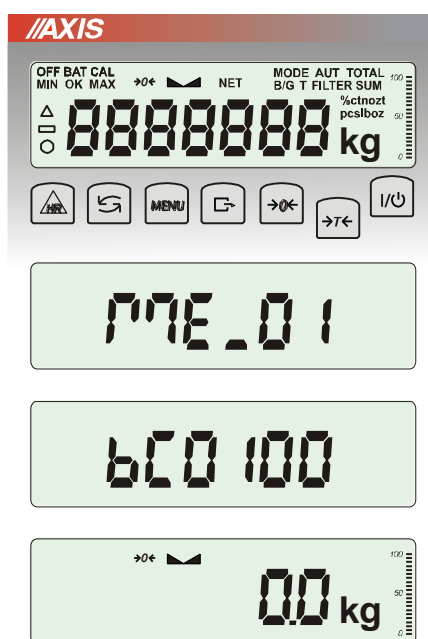 //AXIS
OFF BAT CAL MODE AUT TOTAL 100
MIN OK MAX →0← NET B/G T FILTER SUM
%ctnozt
pcslboz 50
8888888 kg
0
HR MENU →0← →T← I/⏻
ME_01
bC0100
→0← 100
50
0.0 kg
0